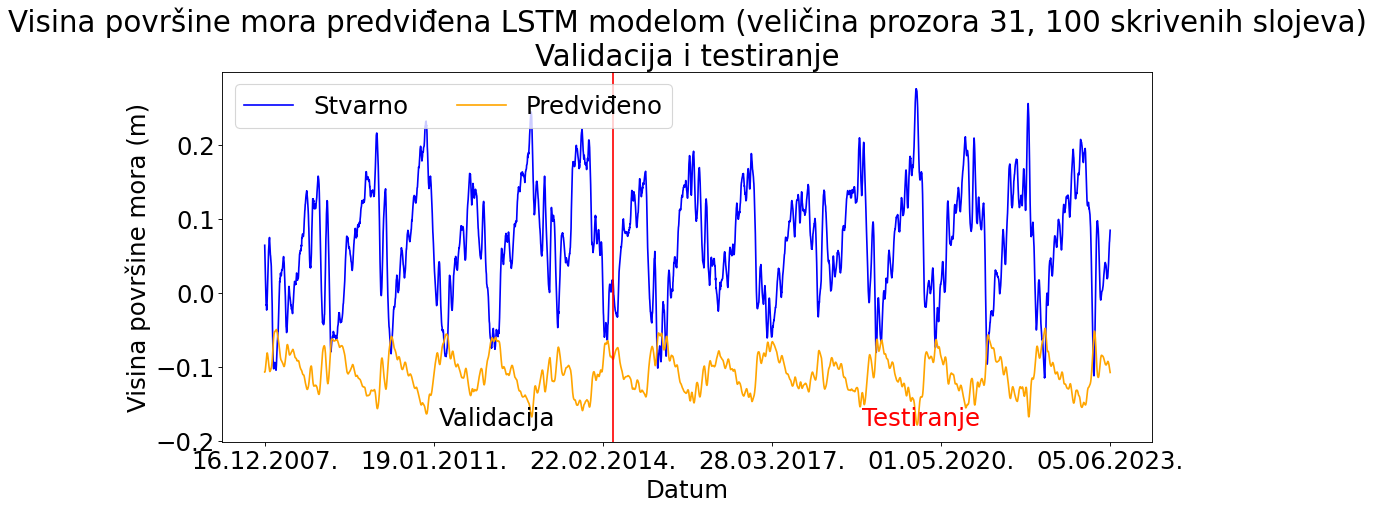 Visina površine mora predviđena LSTM modelom (veličina prozora 31, 100 skrivenih slojeva)
Validacija i testiranje
Stvarno
Predviđeno
Visina površine mora (m)
0.2
0.1
0.0
−0.1
−0.2
Validacija
Testiranje
16.12.2007.
19.01.2011.
22.02.2014.
28.03.2017.
01.05.2020.
05.06.2023.
Datum